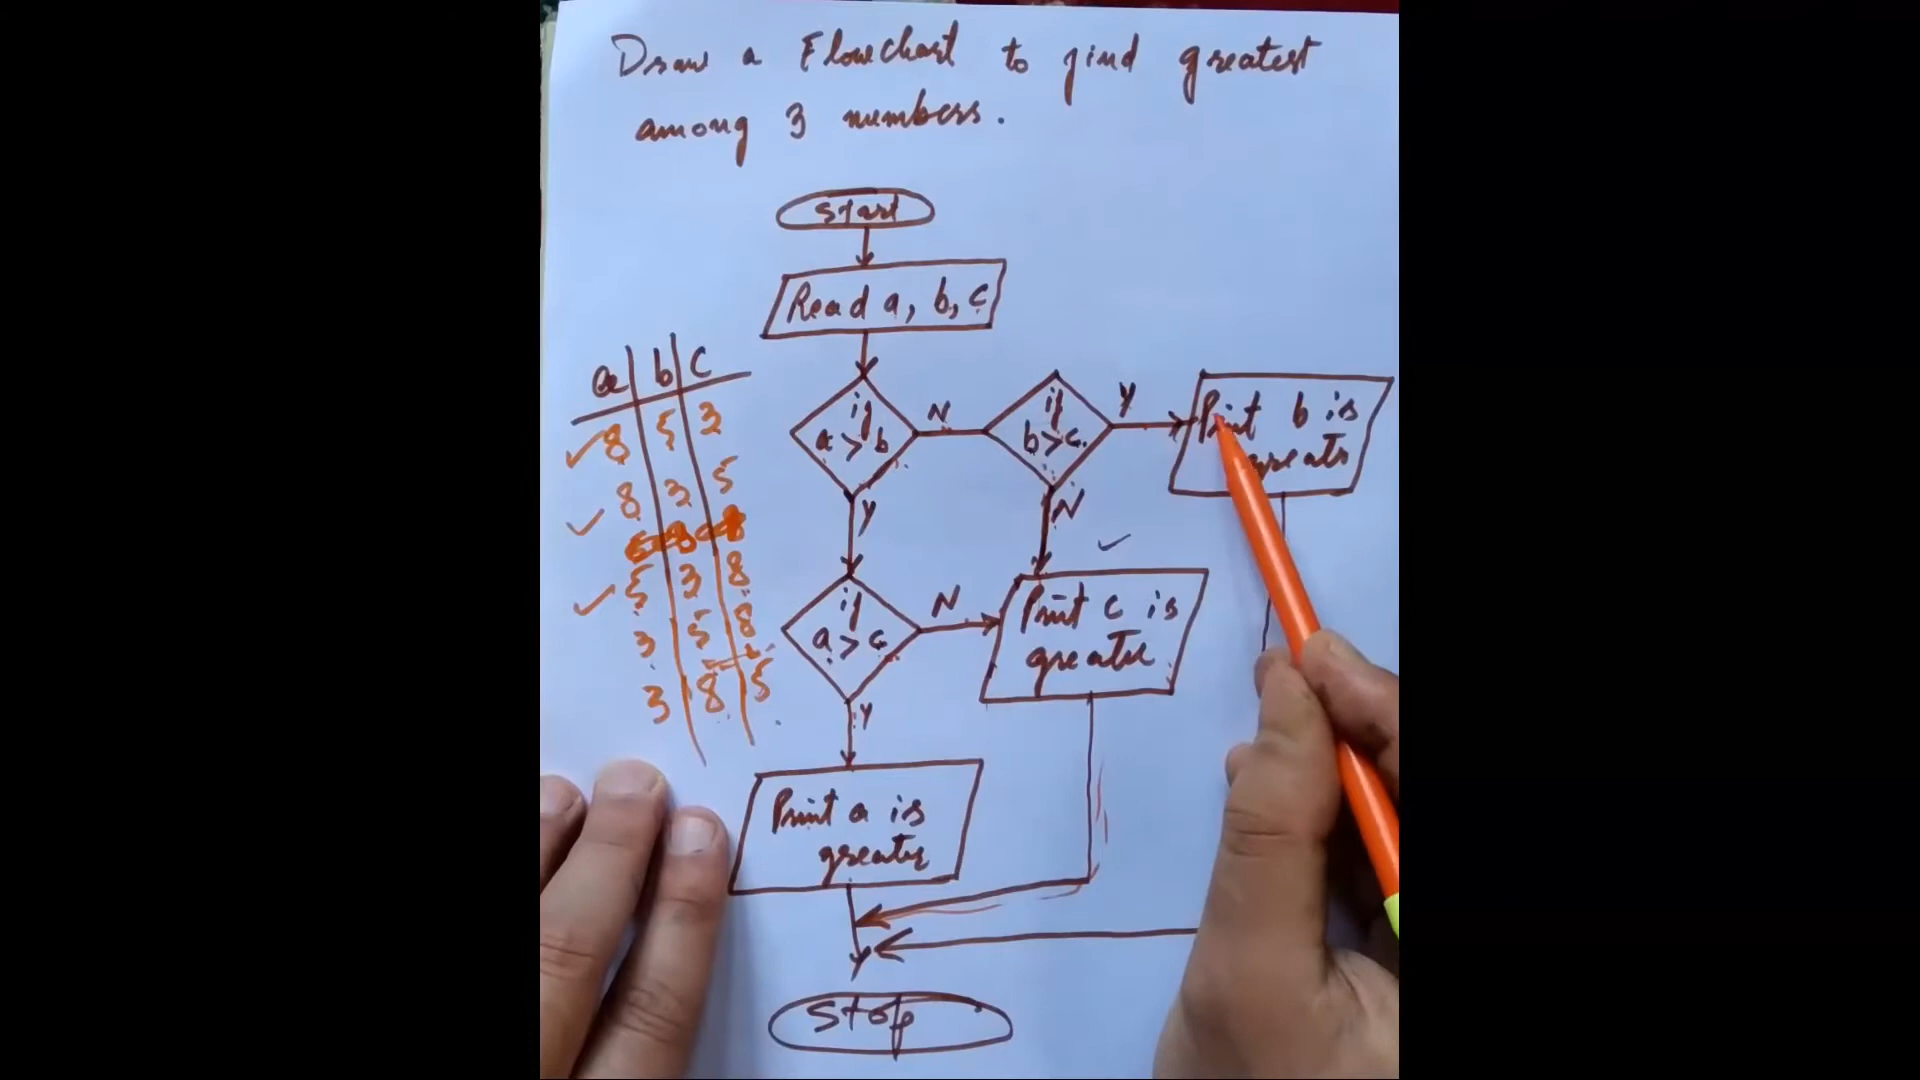 Draw a Flowchart to find greatest
among 3 numbers.
Start
Read a, b, c
a b c
8 5 3
8 3 5
5 3 8
3 5 8
3 8 5
if
a > b
N
Y
if
b > c
Y
N
Print b is
if
a > c
N
Y
Print c is
greater
Print a is
greater
Stop